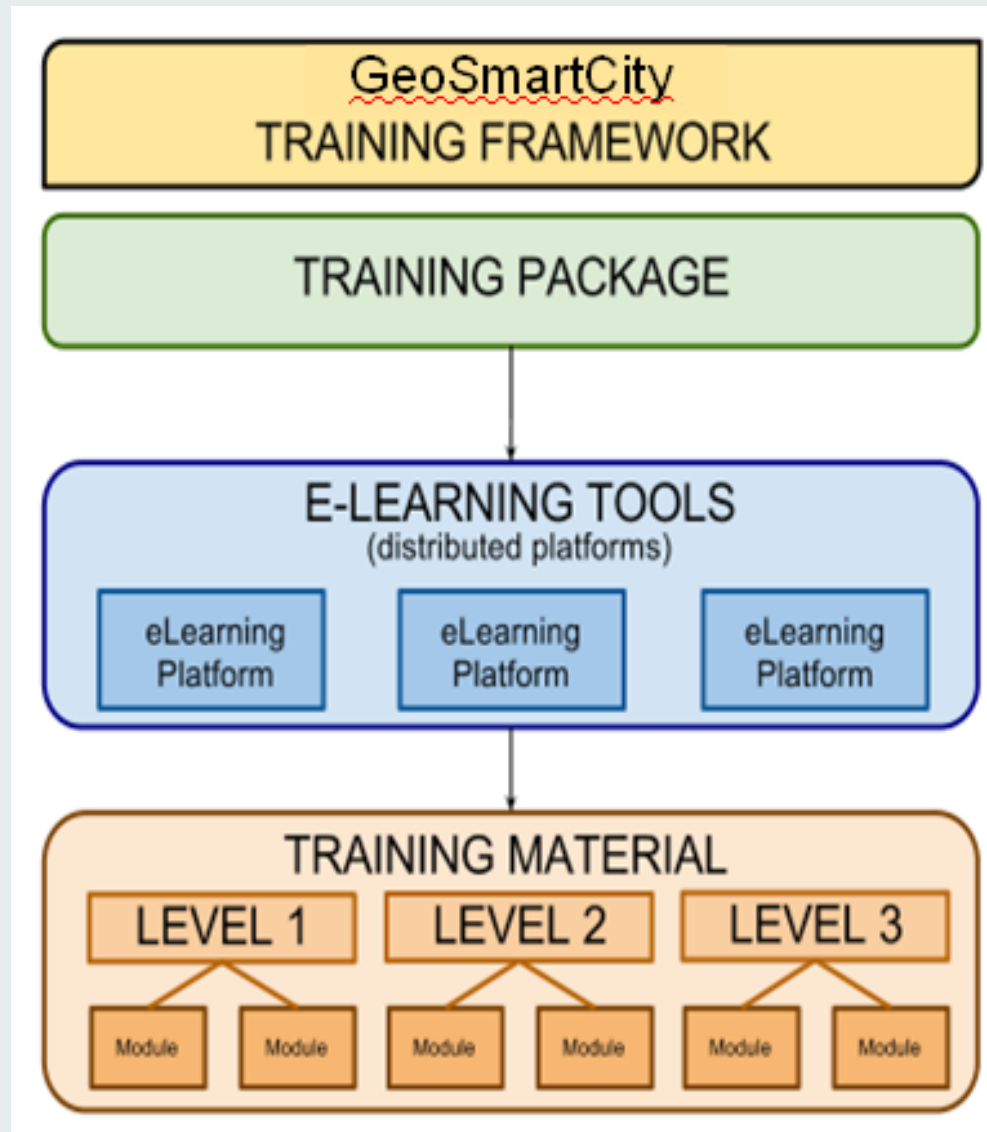 GeoSmartCity
TRAINING FRAMEWORK
TRAINING PACKAGE
E-LEARNING TOOLS
(distributed platforms)
eLearning
Platform
eLearning
Platform
eLearning
Platform
TRAINING MATERIAL
LEVEL 1
LEVEL 2
LEVEL 3
Module
Module
Module
Module
Module
Module